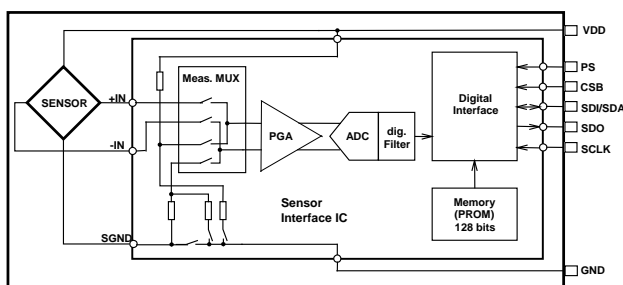 VDD
PS
CSB
SDI/SDA
SDO
SCLK
GND
SENSOR
+IN
-IN
SGND
Meas. MUX
PGA
ADC
dig.
Filter
Digital
Interface
Memory
(PROM)
128 bits
Sensor
Interface IC